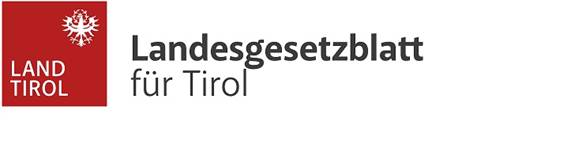 LAND
TIROL
Landesgesetzblatt
für Tirol